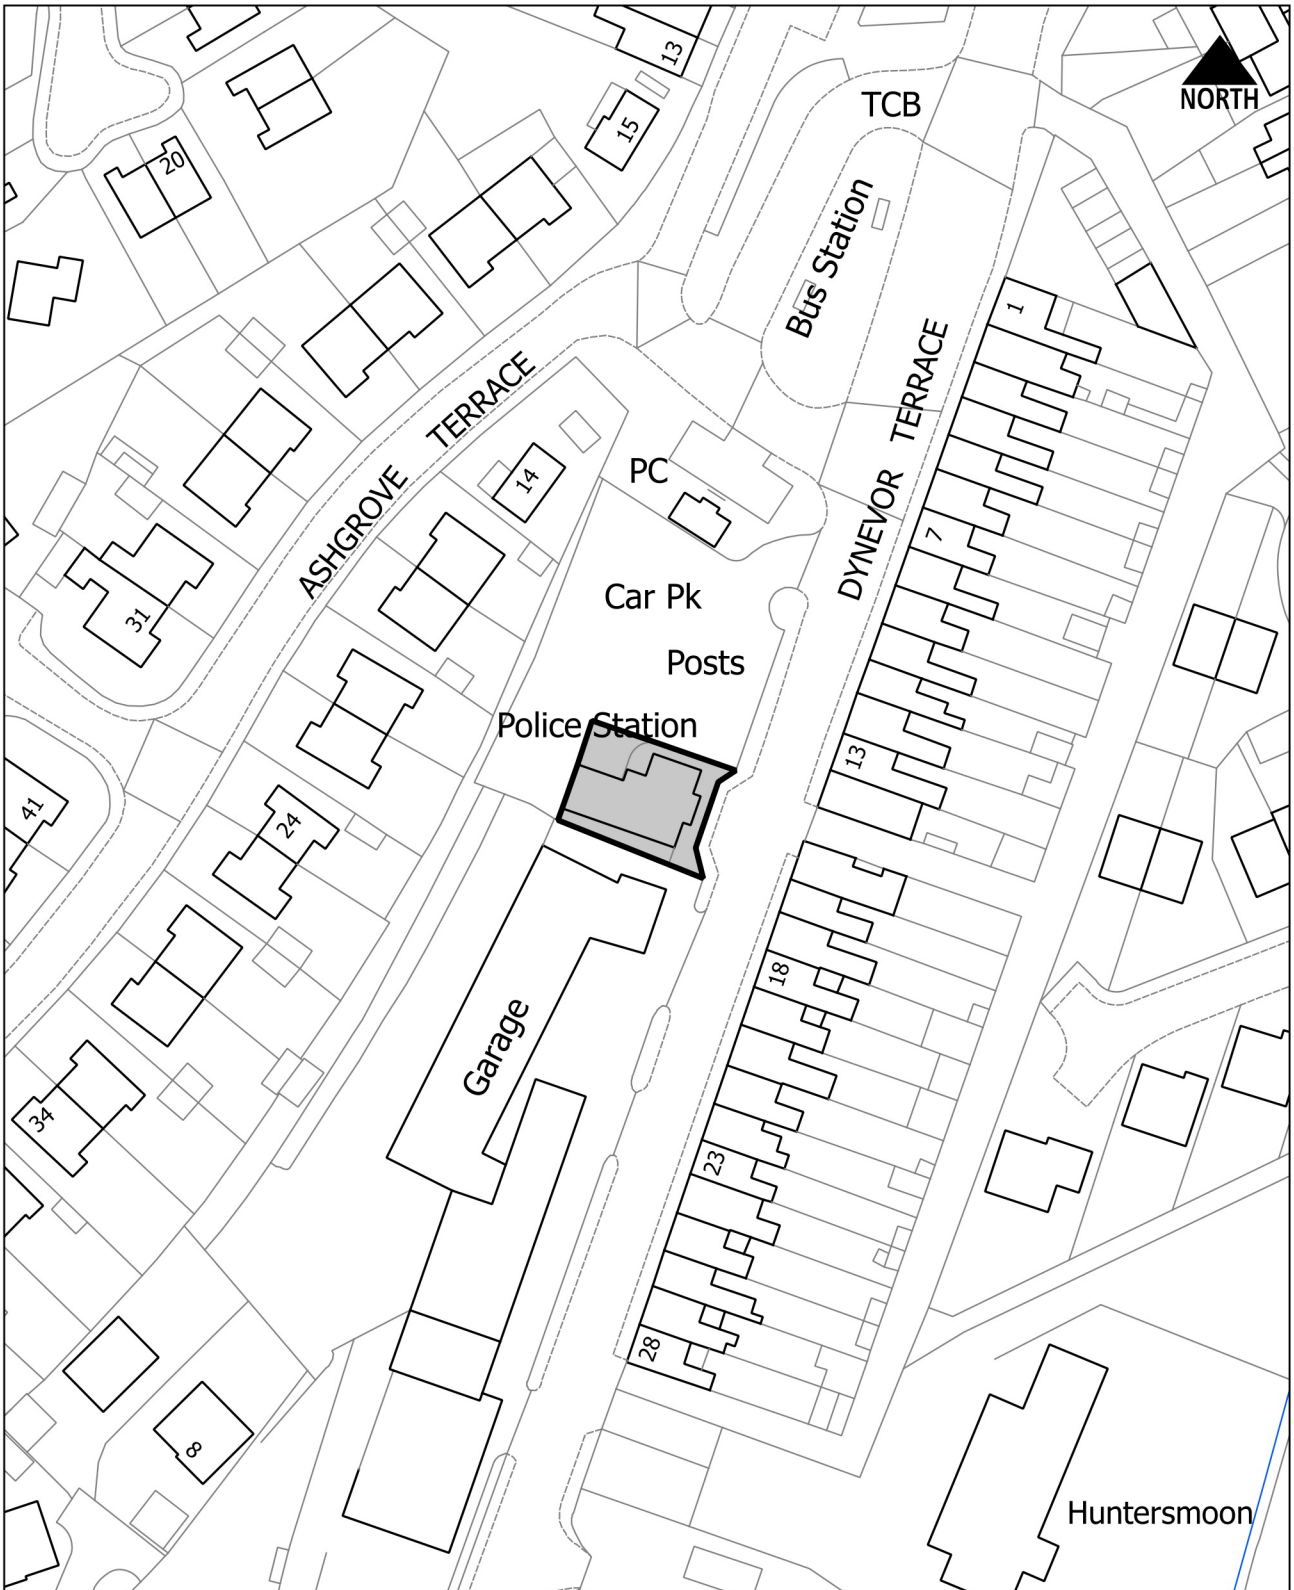 13
TCB
NORTH
15
20
Bus Station
1
ASHGROVE TERRACE
DYNEVOR TERRACE
14
PC
7
Car Pk
31
Posts
Police Station
13
41
24
18
Garage
34
23
28
8
Huntersmoon